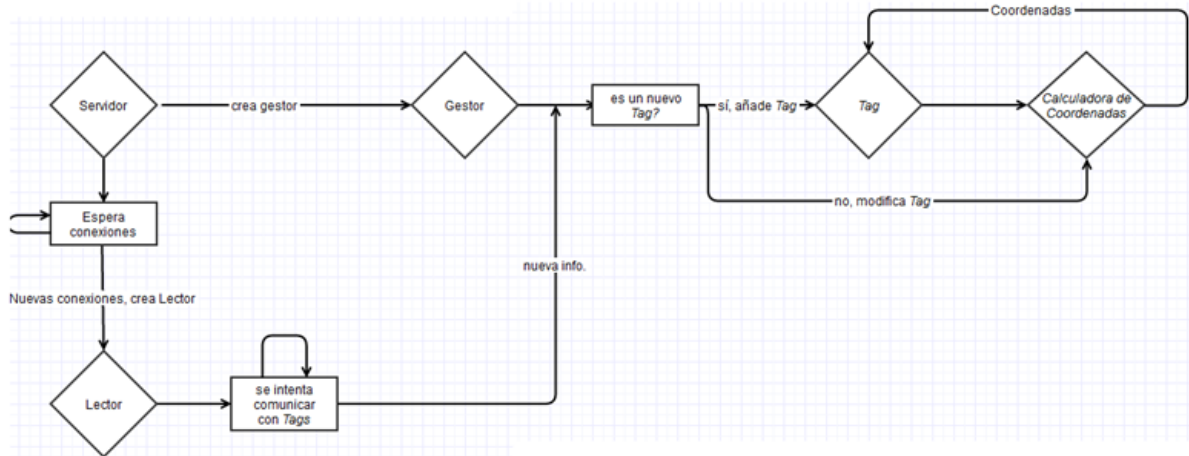 Coordenadas
Servidor
crea gestor
Gestor
es un nuevo
Tag?
sí, añade Tag
Tag
Calculadora de
Coordenadas
no, modifica Tag
Espera
conexiones
nueva info.
Nuevas conexiones, crea Lector
Lector
se intenta
comunicar
con Tags